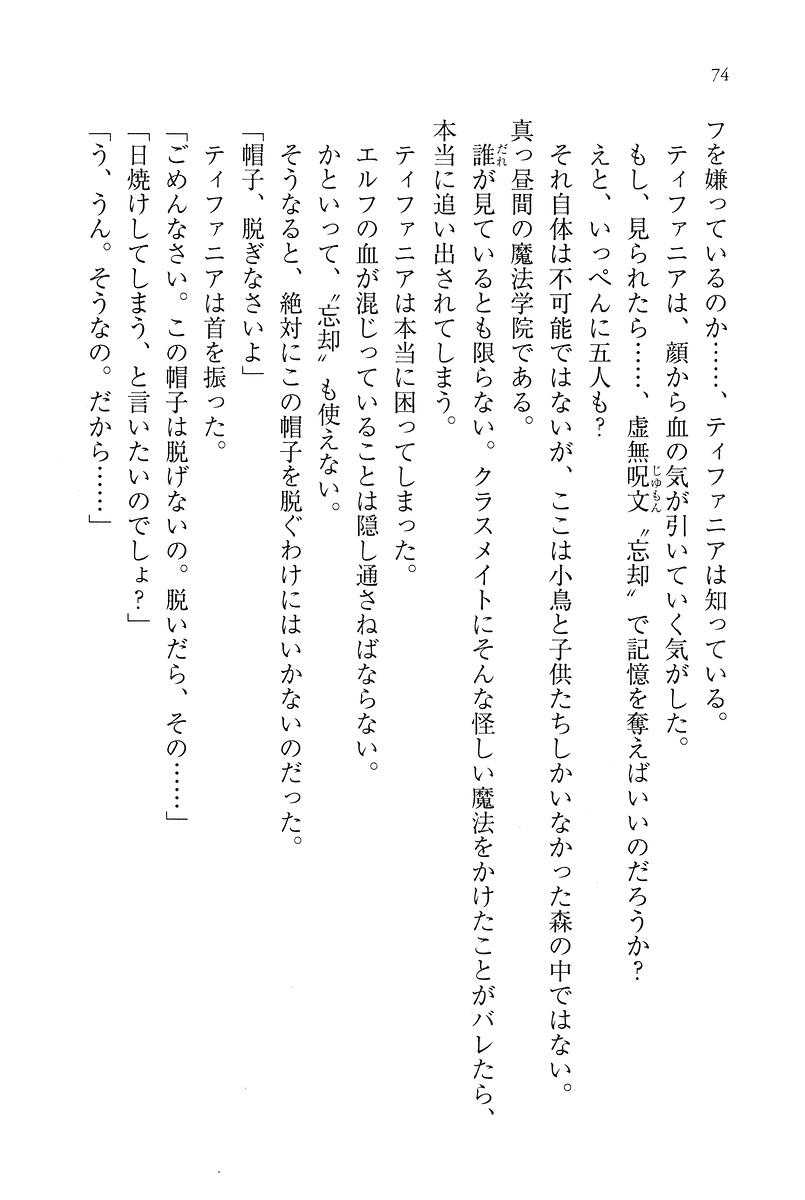 74
フを嫌っているのか……、ティファニアは知っている。
ティファニアは、顔から血の気が引いていく気がした。
もし、見られたら……、虚無呪文〝忘却〟で記憶を奪えばいいのだろうか?
えと、いっぺんに五人も?
それ自体は不可能ではないが、ここは小鳥と子供たちしかいなかった森の中ではない。
真っ昼間の魔法学院である。
誰が見ているとも限らない。クラスメイトにそんな怪しい魔法をかけたことがバレたら、
本当に追い出されてしまう。
ティファニアは本当に困ってしまった。
エルフの血が混じっていることは隠し通さねばならない。
かといって、〝忘却〟も使えない。
そうなると、絶対にこの帽子を脱ぐわけにはいかないのだった。
「帽子、脱ぎなさいよ」
ティファニアは首を振った。
「ごめんなさい。この帽子は脱げないの。脱いだら、その……」
「日焼けしてしまう、と言いたいのでしょ?」
「う、うん。そうなの。だから……」